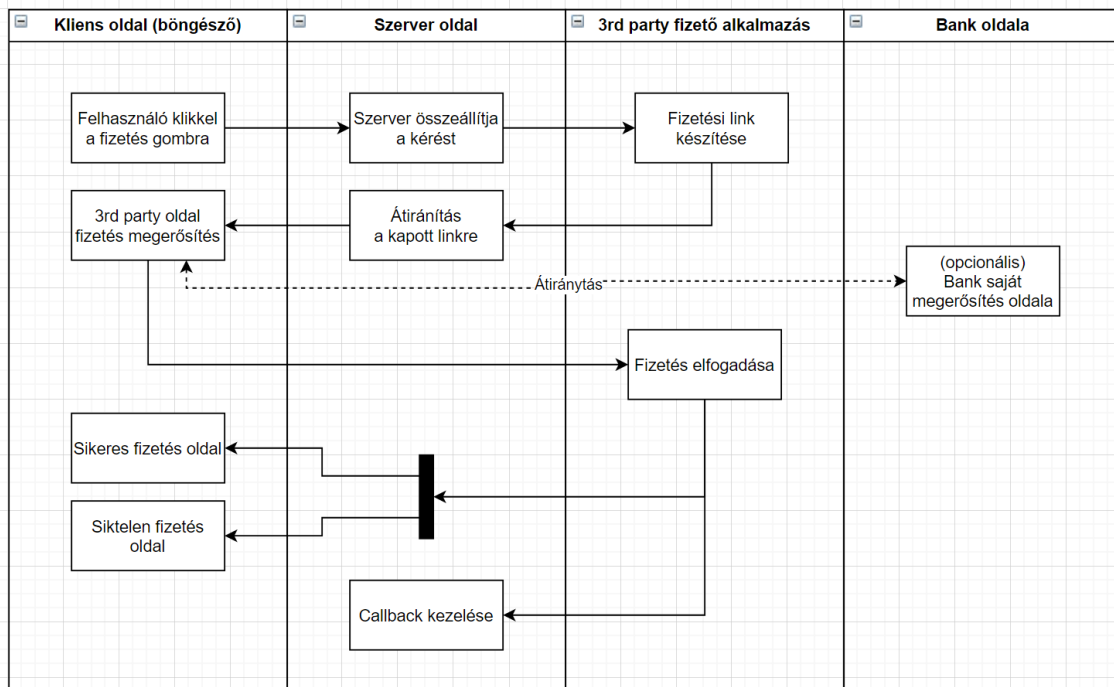 Kliens oldal (böngésző)
Szerver oldal
3rd party fizető alkalmazás
Bank oldala
Felhasználó klikkel
a fizetés gombra
Szerver összeállítja
a kérést
Fizetési link
készítése
3rd party oldal
fizetés megerősítés
Átiránítás
a kapott linkre
(opcionális)
Bank saját
megerősítés oldala
Átiránytás
Fizetés elfogadása
Sikeres fizetés oldal
Siktelen fizetés
oldal
Callback kezelése